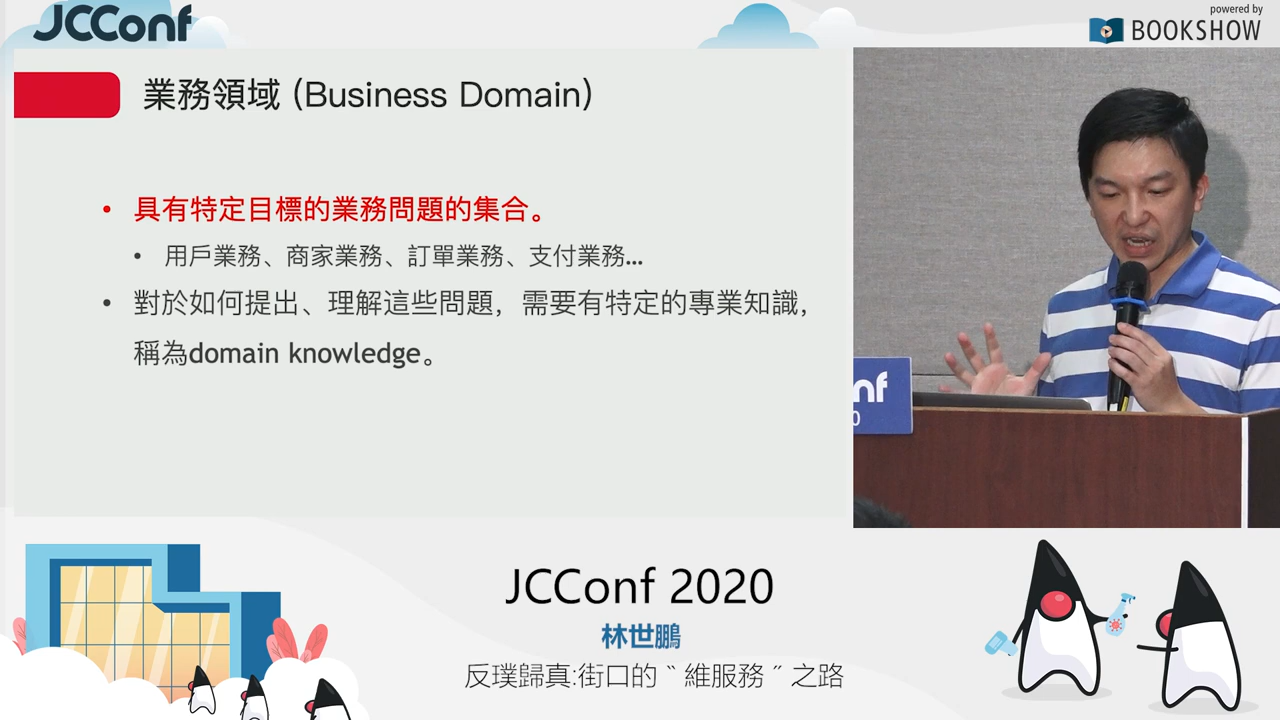 JCConf
powered by
BOOKSHOW
業務領域 (Business Domain)
• 具有特定目標的業務問題的集合。
• 用戶業務、商家業務、訂單業務、支付業務...
• 對於如何提出、理解這些問題，需要有特定的專業知識，
稱為domain knowledge。
nf
0
JCConf 2020
林世鵬
反璞歸真:街口的〝維服務〞之路